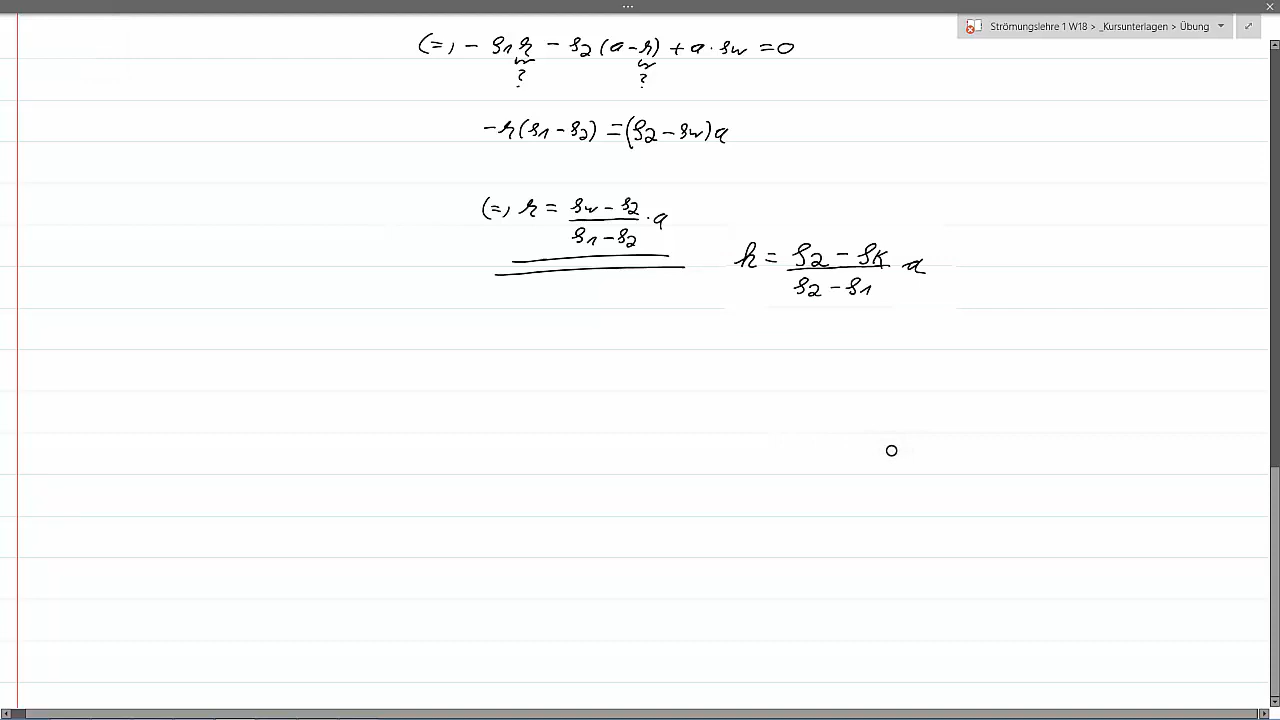 Strömungslehre 1 W18 > _Kursunterlagen > Übung
(=) - ρ1 h - ρ2 (a-h) + a · ρw = 0
? ?
-h(ρ1 - ρ2) = (ρ2 - ρw)a
(=) h = (ρw - ρ2)/(ρ1 - ρ2) · a
h = (ρ2 - ρK)/(ρ2 - ρ1) a